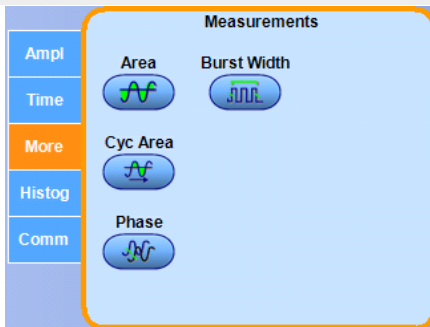 Measurements
Ampl
Time
More
Histog
Comm
Area
Burst Width
Cyc Area
Phase